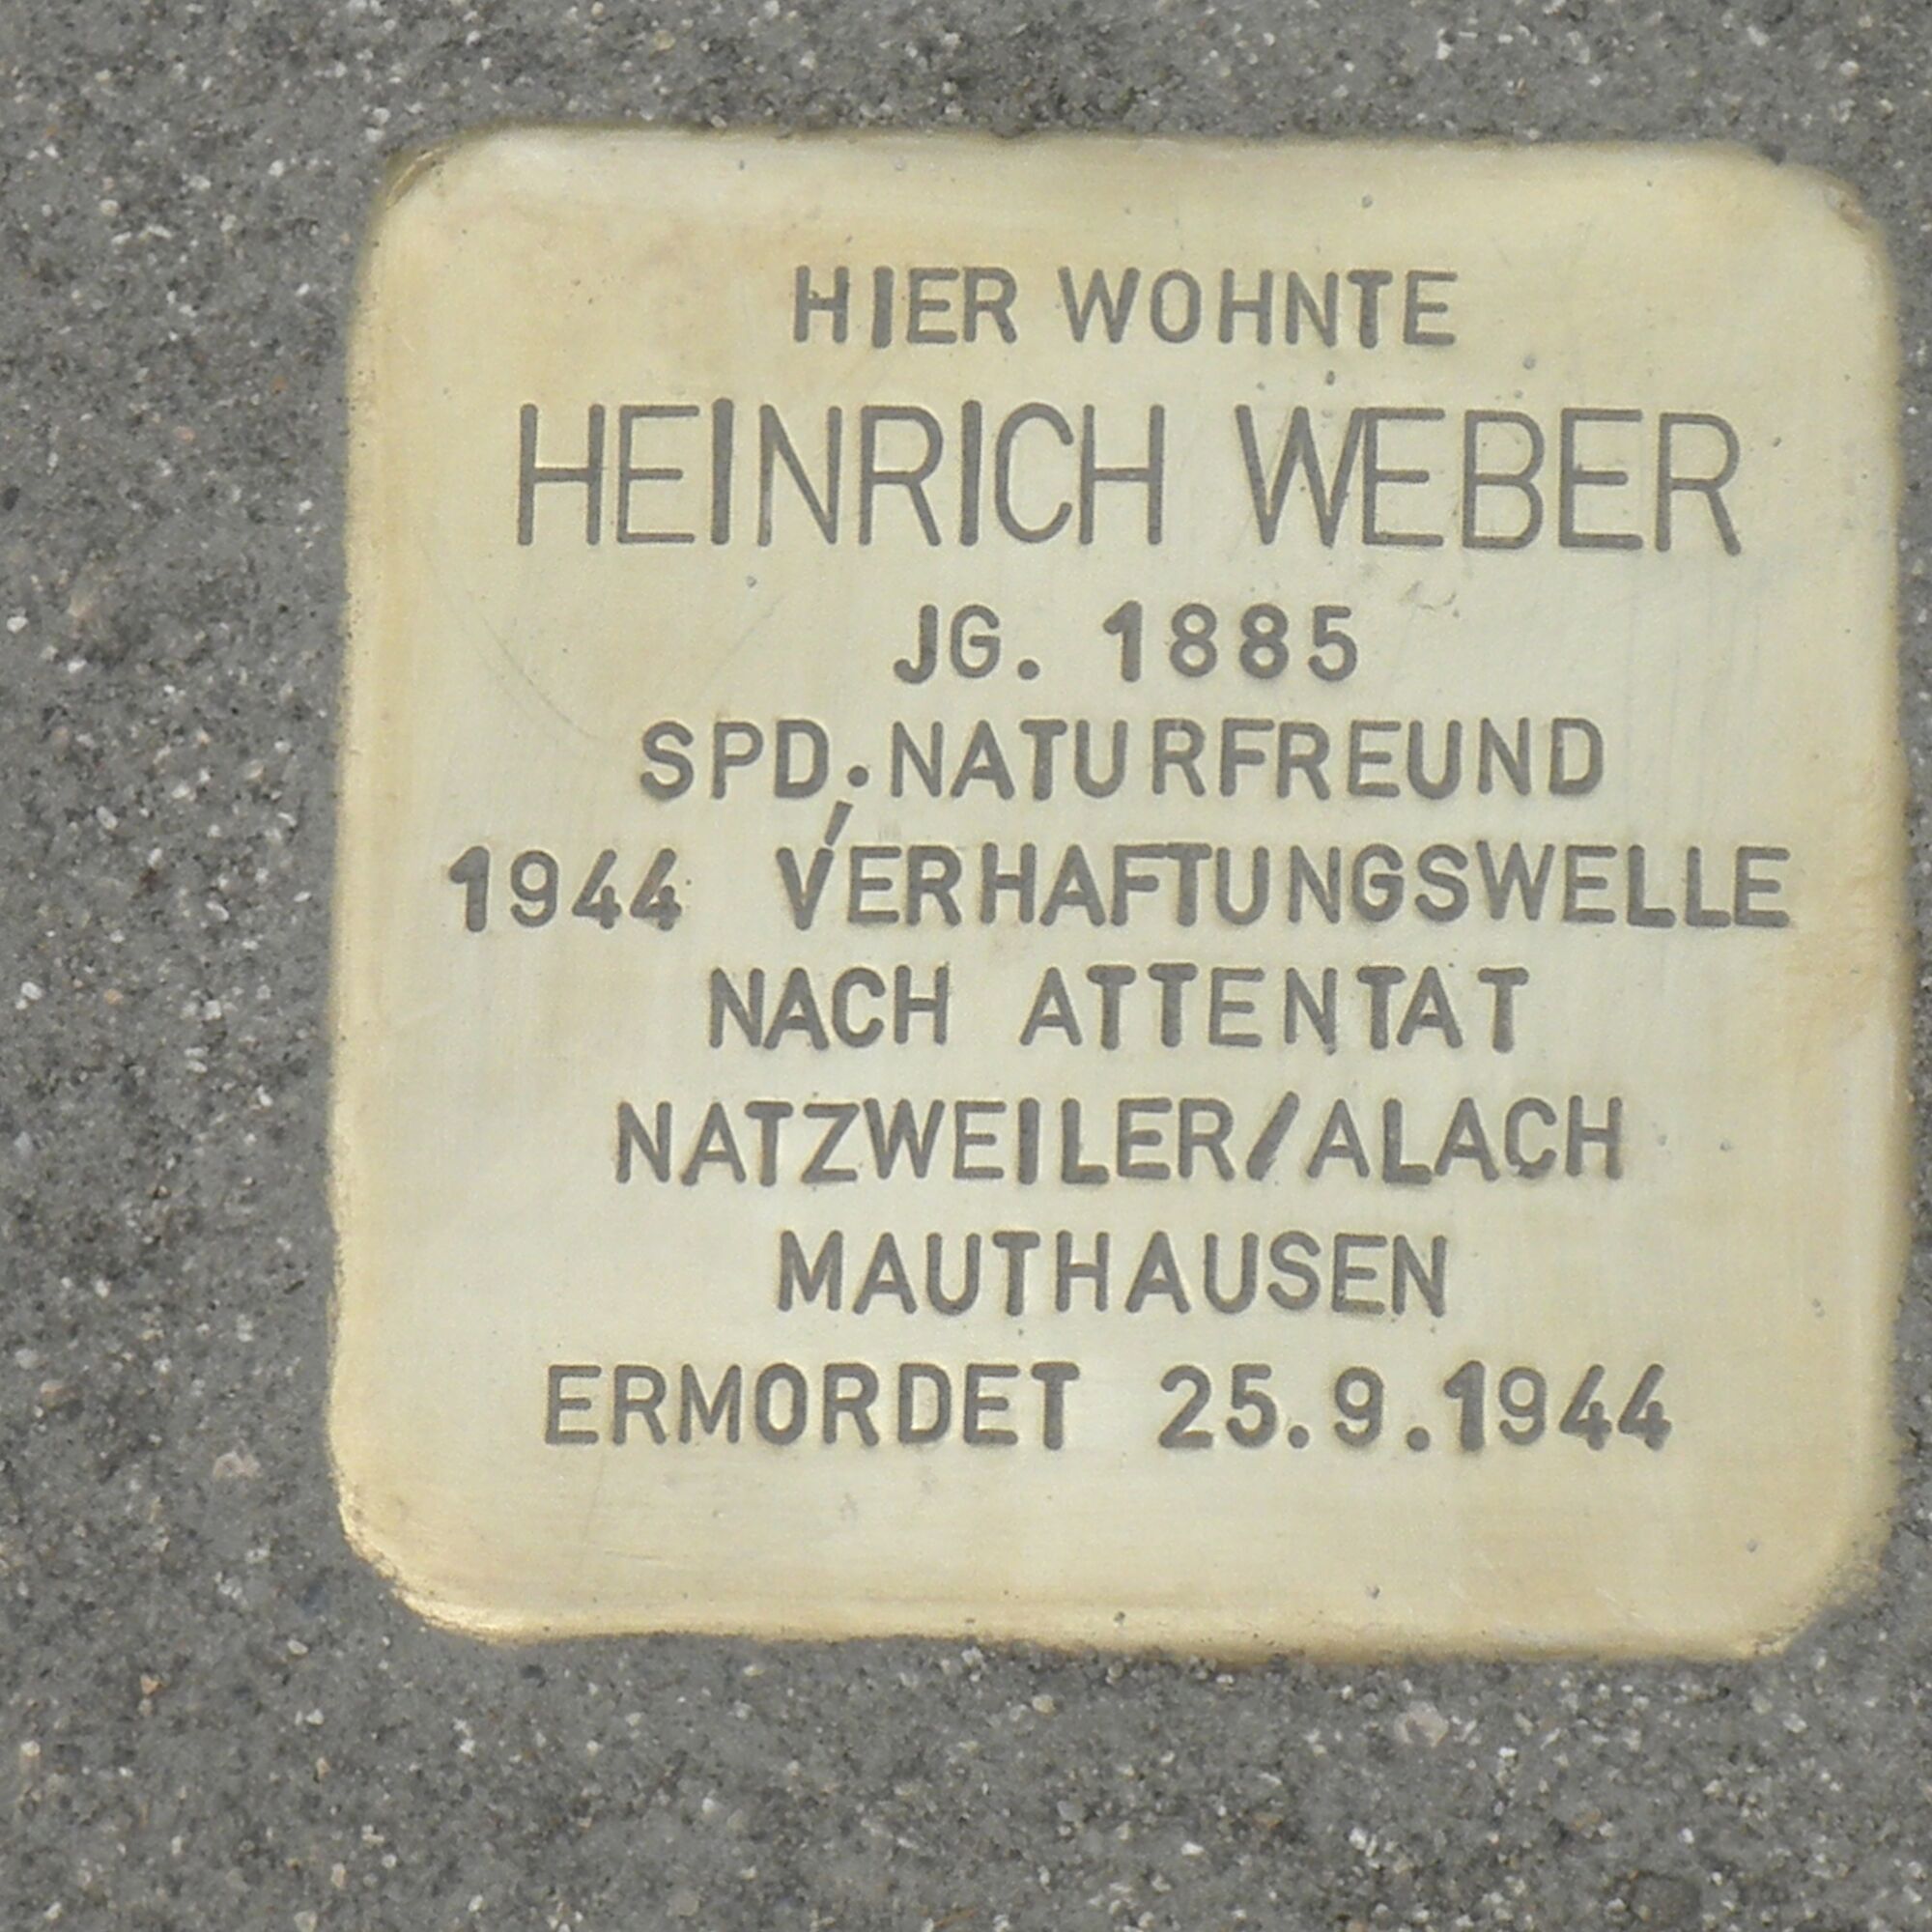 HIER WOHNTE
HEINRICH WEBER
JG. 1885
SPD, NATURFREUND
1944 VERHAFTUNGSWELLE
NACH ATTENTAT
NATZWEILER/ALACH
MAUTHAUSEN
ERMORDET 25.9.1944